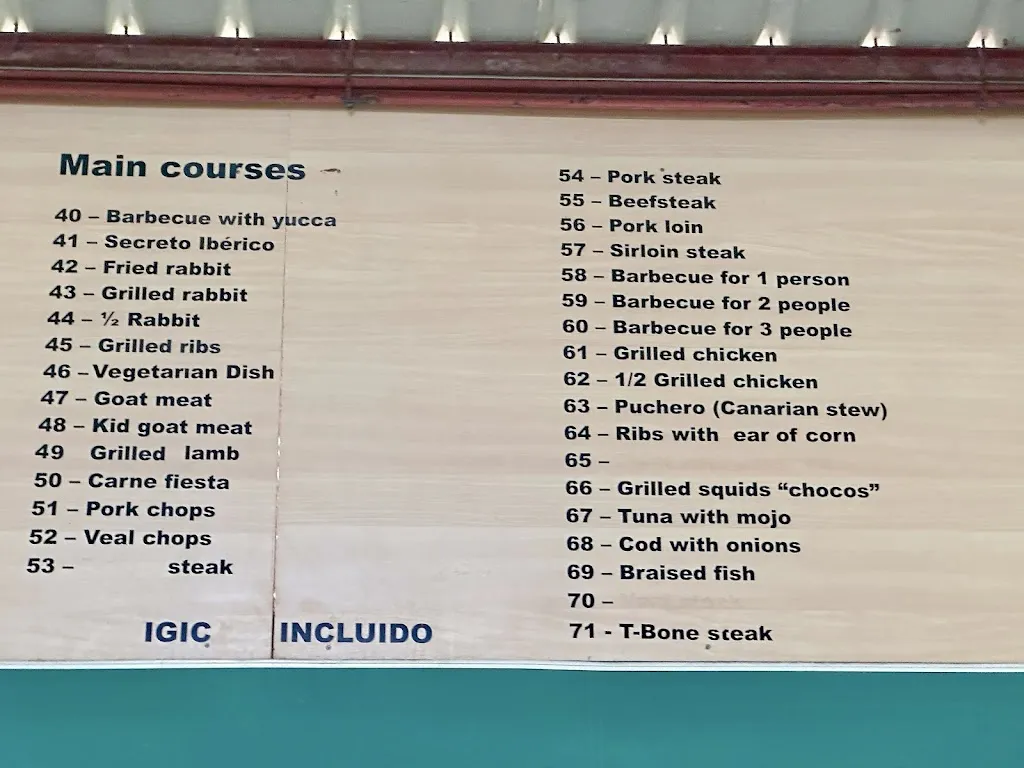 Main courses
40 – Barbecue with yucca
41 – Secreto Ibérico
42 – Fried rabbit
43 – Grilled rabbit
44 – ½ Rabbit
45 – Grilled ribs
46 – Vegetarian Dish
47 – Goat meat
48 – Kid goat meat
49 Grilled lamb
50 – Carne fiesta
51 – Pork chops
52 – Veal chops
53 – steak
IGIC INCLUIDO
54 – Pork steak
55 – Beefsteak
56 – Pork loin
57 – Sirloin steak
58 – Barbecue for 1 person
59 – Barbecue for 2 people
60 – Barbecue for 3 people
61 – Grilled chicken
62 – 1/2 Grilled chicken
63 – Puchero (Canarian stew)
64 – Ribs with ear of corn
65 –
66 – Grilled squids “chocos”
67 – Tuna with mojo
68 – Cod with onions
69 – Braised fish
70 –
71 - T-Bone steak